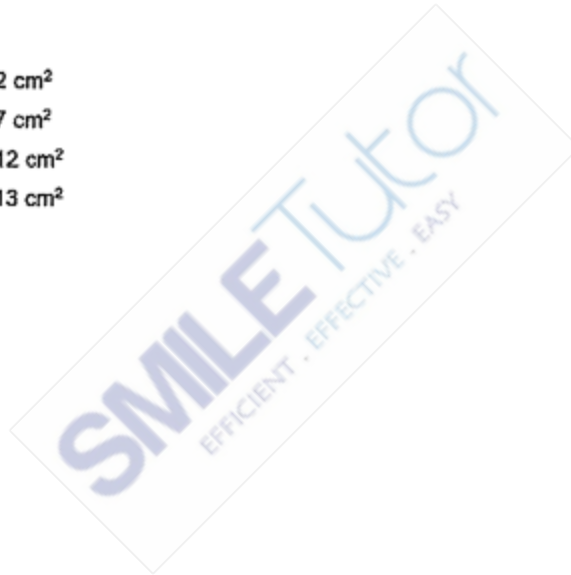 2 cm²
7 cm²
12 cm²
13 cm²
SMILE Tutor
EFFICIENT . EFFECTIVE . EASY